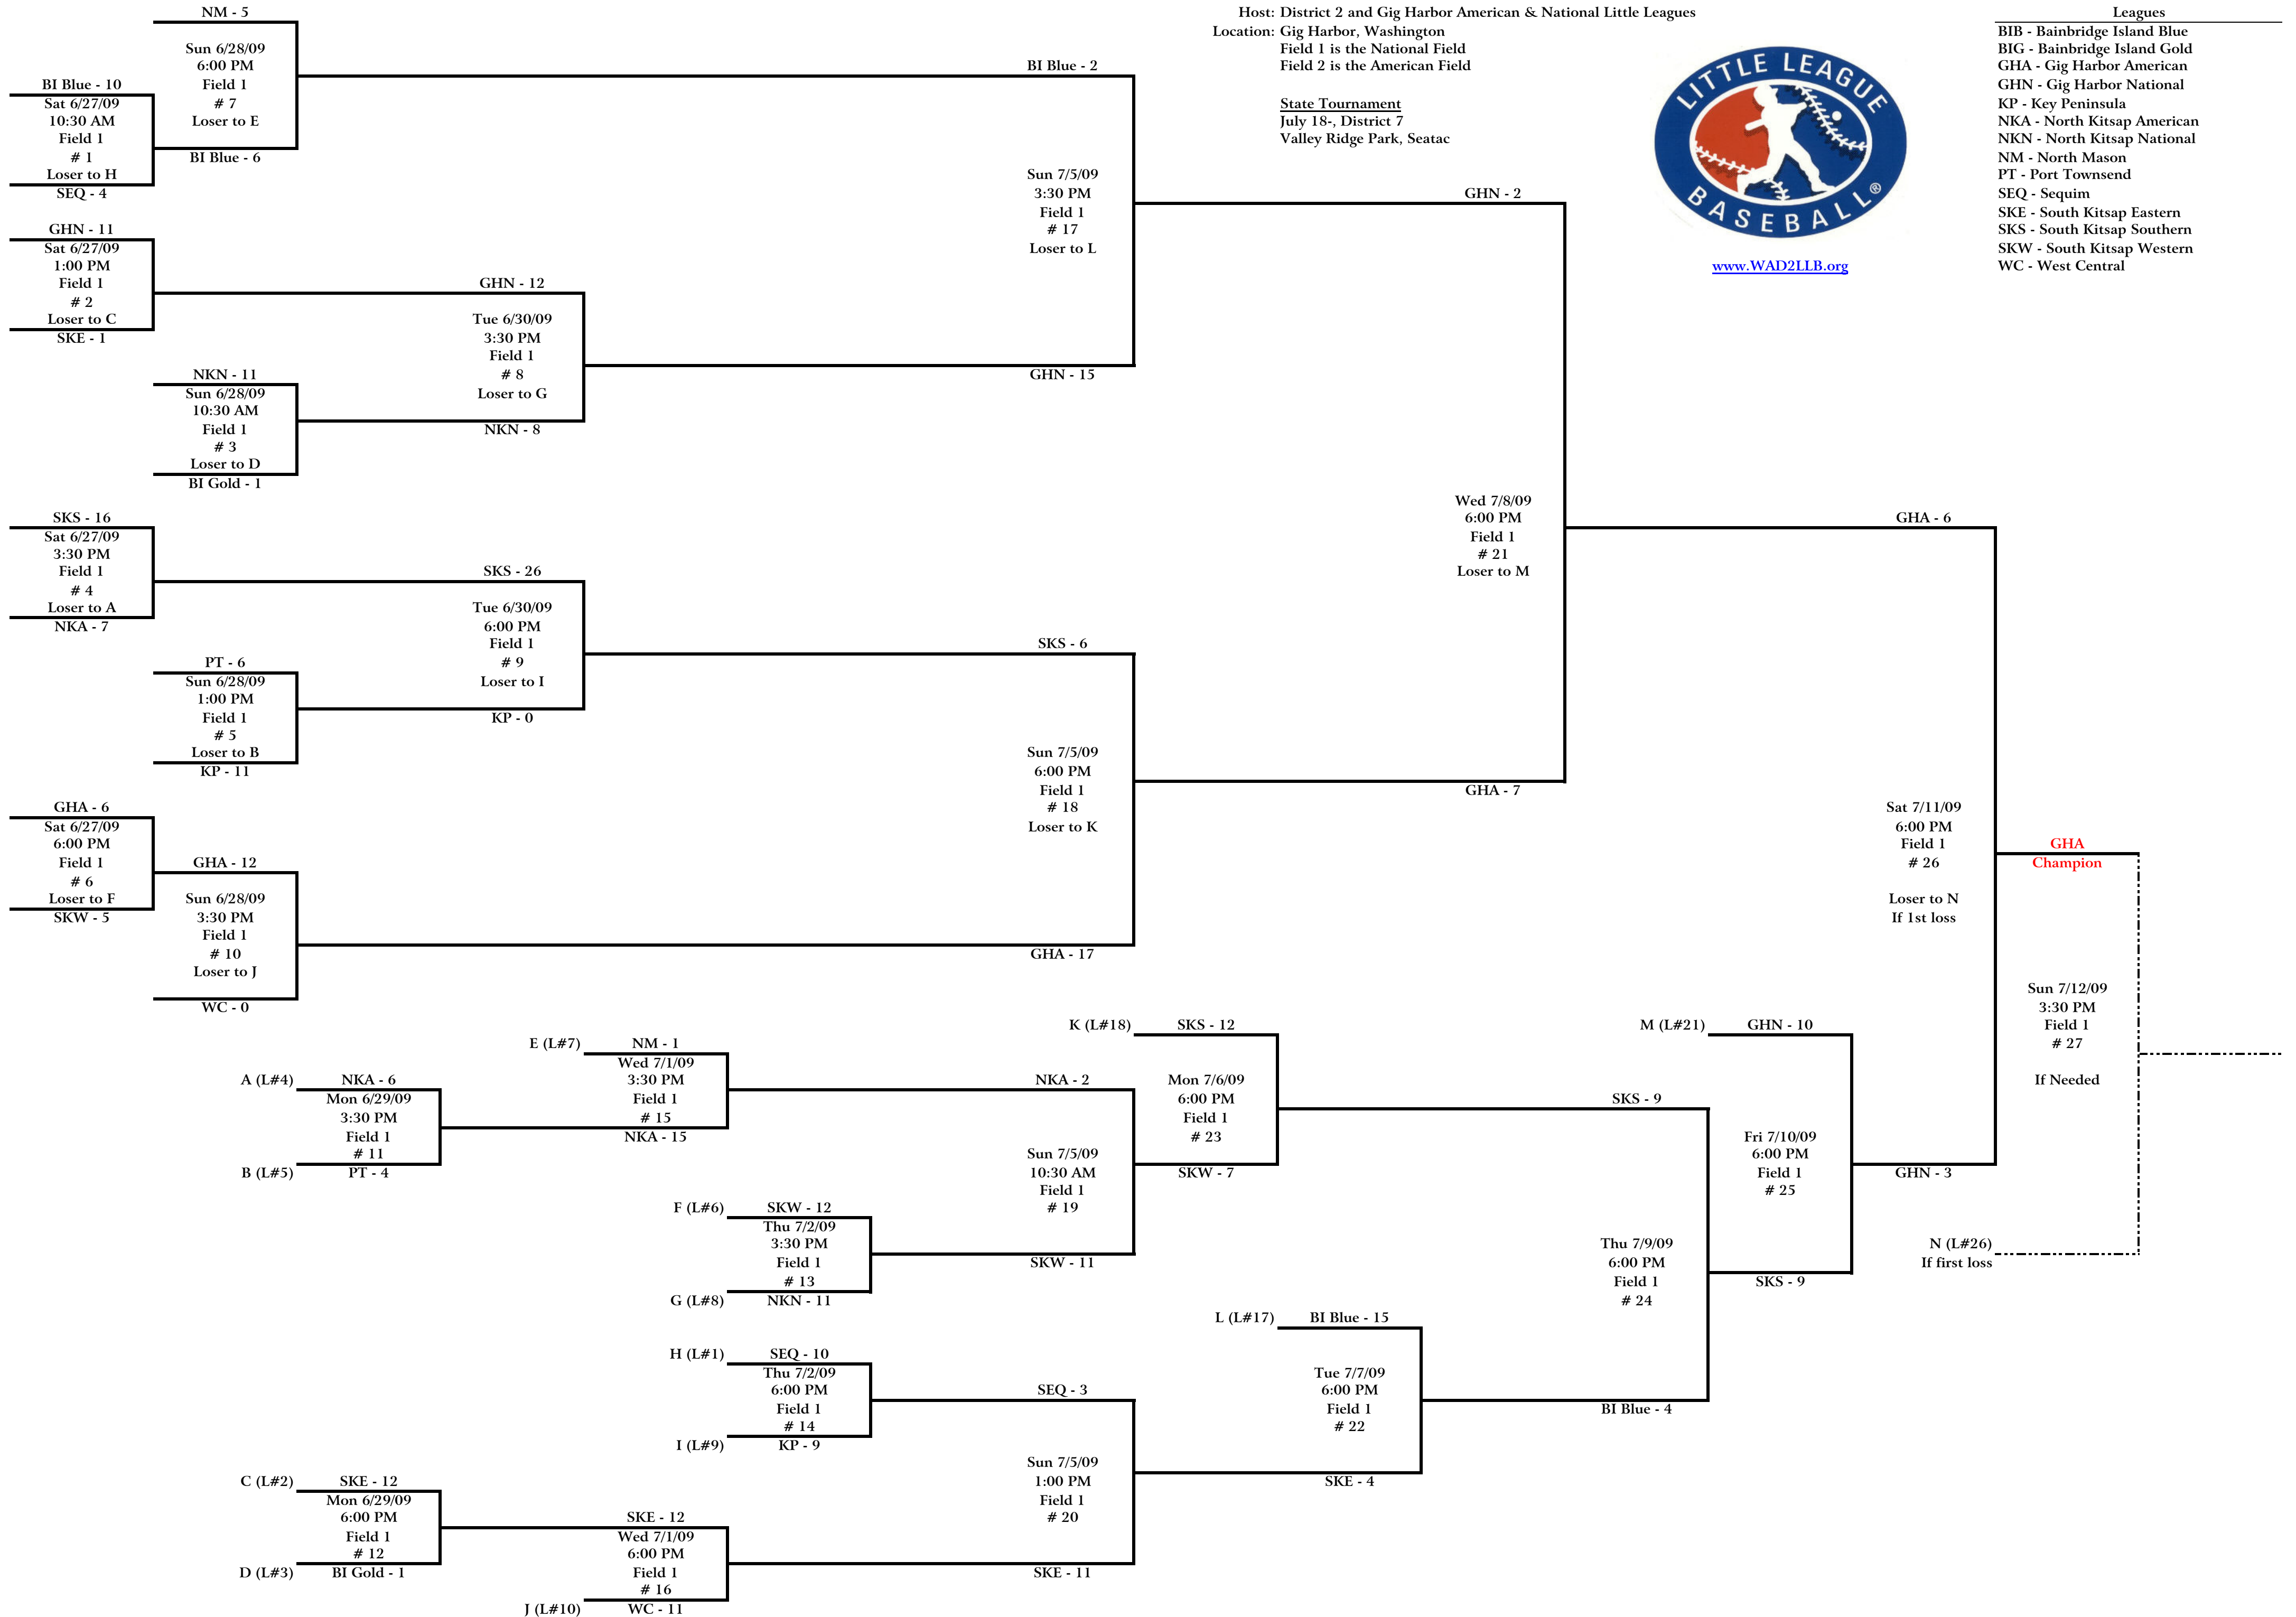 Host: District 2 and Gig Harbor American & National Little Leagues
Location: Gig Harbor, Washington
Field 1 is the National Field
Field 2 is the American Field
State Tournament
July 18-, District 7
Valley Ridge Park, Seatac
LITTLE LEAGUE
BASEBALL®
www.WAD2LLB.org
Leagues
BIB - Bainbridge Island Blue
BIG - Bainbridge Island Gold
GHA - Gig Harbor American
GHN - Gig Harbor National
KP - Key Peninsula
NKA - North Kitsap American
NKN - North Kitsap National
NM - North Mason
PT - Port Townsend
SEQ - Sequim
SKE - South Kitsap Eastern
SKS - South Kitsap Southern
SKW - South Kitsap Western
WC - West Central
NM - 5
Sun 6/28/09
6:00 PM
Field 1
# 7
Loser to E
BI Blue - 6
BI Blue - 10
Sat 6/27/09
10:30 AM
Field 1
# 1
Loser to H
SEQ - 4
GHN - 11
Sat 6/27/09
1:00 PM
Field 1
# 2
Loser to C
SKE - 1
GHN - 12
Tue 6/30/09
3:30 PM
Field 1
# 8
Loser to G
NKN - 8
NKN - 11
Sun 6/28/09
10:30 AM
Field 1
# 3
Loser to D
BI Gold - 1
BI Blue - 2
Sun 7/5/09
3:30 PM
Field 1
# 17
Loser to L
GHN - 15
SKS - 16
Sat 6/27/09
3:30 PM
Field 1
# 4
Loser to A
NKA - 7
SKS - 26
Tue 6/30/09
6:00 PM
Field 1
# 9
Loser to I
KP - 0
PT - 6
Sun 6/28/09
1:00 PM
Field 1
# 5
Loser to B
KP - 11
GHA - 6
Sat 6/27/09
6:00 PM
Field 1
# 6
Loser to F
SKW - 5
GHA - 12
Sun 6/28/09
3:30 PM
Field 1
# 10
Loser to J
WC - 0
SKS - 6
Sun 7/5/09
6:00 PM
Field 1
# 18
Loser to K
GHA - 17
GHN - 2
Wed 7/8/09
6:00 PM
Field 1
# 21
Loser to M
GHA - 7
GHA - 6
Sat 7/11/09
6:00 PM
Field 1
# 26
Loser to N
If 1st loss
GHN - 3
GHA
Champion
Sun 7/12/09
3:30 PM
Field 1
# 27
If Needed
N (L#26)
If first loss
A (L#4)
NKA - 6
Mon 6/29/09
3:30 PM
Field 1
# 11
B (L#5)
PT - 4
E (L#7)
NM - 1
Wed 7/1/09
3:30 PM
Field 1
# 15
NKA - 15
F (L#6)
SKW - 12
Thu 7/2/09
3:30 PM
Field 1
# 13
G (L#8)
NKN - 11
NKA - 2
Sun 7/5/09
10:30 AM
Field 1
# 19
SKW - 11
K (L#18)
SKS - 12
Mon 7/6/09
6:00 PM
Field 1
# 23
SKW - 7
H (L#1)
SEQ - 10
Thu 7/2/09
6:00 PM
Field 1
# 14
I (L#9)
KP - 9
C (L#2)
SKE - 12
Mon 6/29/09
6:00 PM
Field 1
# 12
D (L#3)
BI Gold - 1
SKE - 12
Wed 7/1/09
6:00 PM
Field 1
# 16
J (L#10)
WC - 11
SEQ - 3
Sun 7/5/09
1:00 PM
Field 1
# 20
SKE - 11
L (L#17)
BI Blue - 15
Tue 7/7/09
6:00 PM
Field 1
# 22
SKE - 4
SKS - 9
Thu 7/9/09
6:00 PM
Field 1
# 24
BI Blue - 4
M (L#21)
GHN - 10
Fri 7/10/09
6:00 PM
Field 1
# 25
SKS - 9